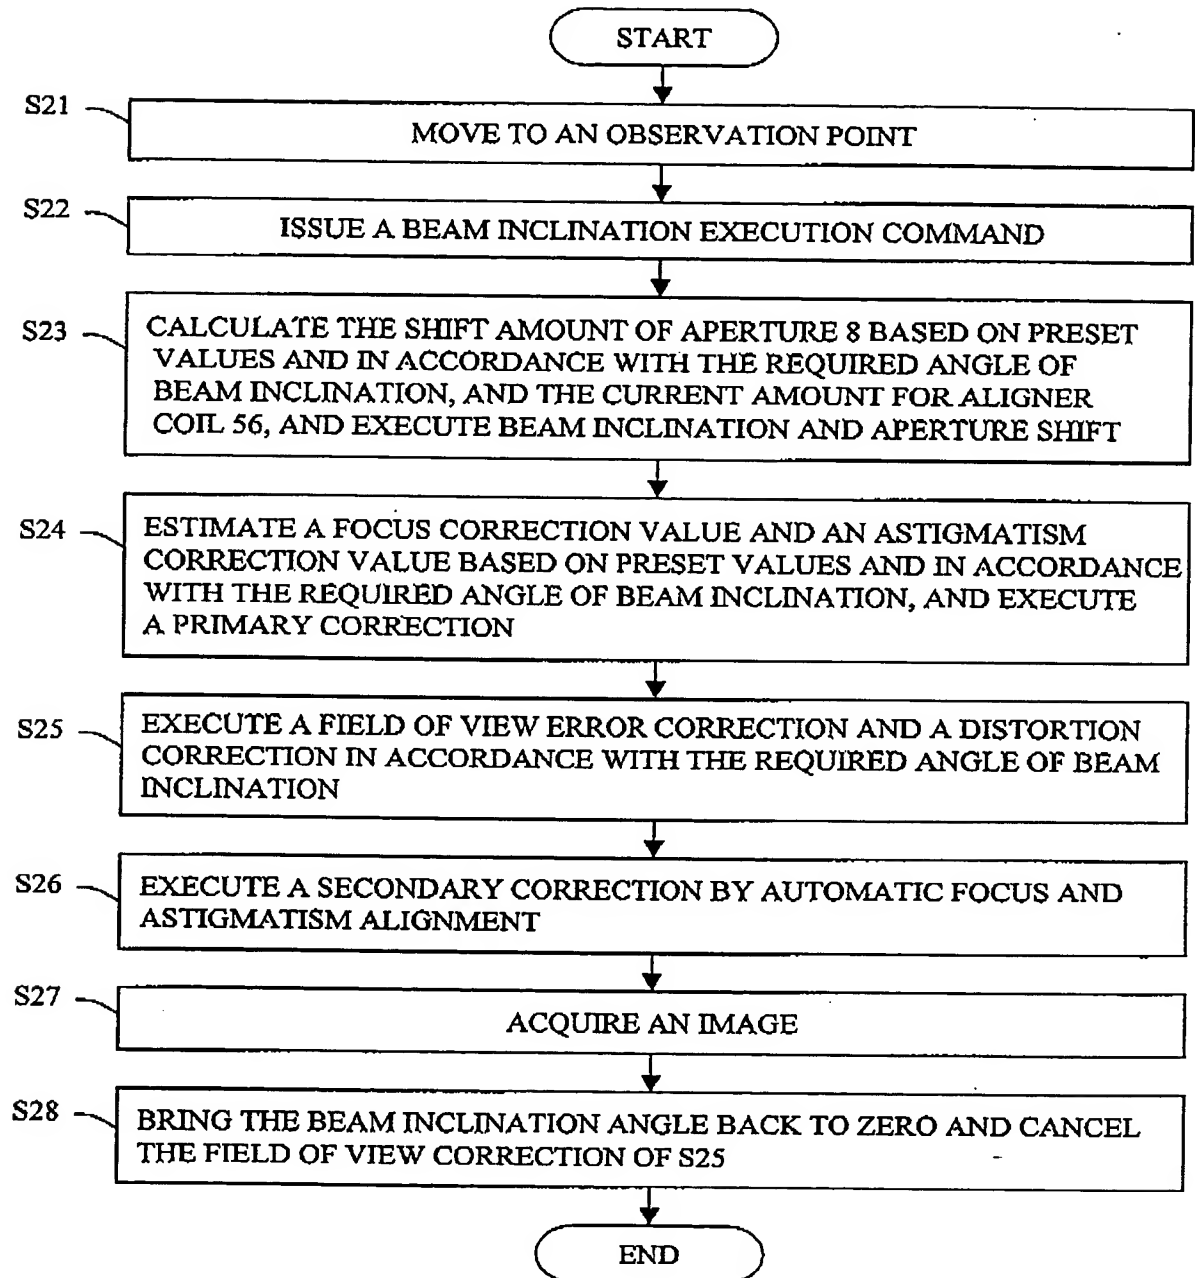 START
S21
MOVE TO AN OBSERVATION POINT
S22
ISSUE A BEAM INCLINATION EXECUTION COMMAND
S23
CALCULATE THE SHIFT AMOUNT OF APERTURE 8 BASED ON PRESET
VALUES AND IN ACCORDANCE WITH THE REQUIRED ANGLE OF
BEAM INCLINATION, AND THE CURRENT AMOUNT FOR ALIGNER
COIL 56, AND EXECUTE BEAM INCLINATION AND APERTURE SHIFT
S24
ESTIMATE A FOCUS CORRECTION VALUE AND AN ASTIGMATISM
CORRECTION VALUE BASED ON PRESET VALUES AND IN ACCORDANCE
WITH THE REQUIRED ANGLE OF BEAM INCLINATION, AND EXECUTE
A PRIMARY CORRECTION
S25
EXECUTE A FIELD OF VIEW ERROR CORRECTION AND A DISTORTION
CORRECTION IN ACCORDANCE WITH THE REQUIRED ANGLE OF BEAM
INCLINATION
S26
EXECUTE A SECONDARY CORRECTION BY AUTOMATIC FOCUS AND
ASTIGMATISM ALIGNMENT
S27
ACQUIRE AN IMAGE
S28
BRING THE BEAM INCLINATION ANGLE BACK TO ZERO AND CANCEL
THE FIELD OF VIEW CORRECTION OF S25
END